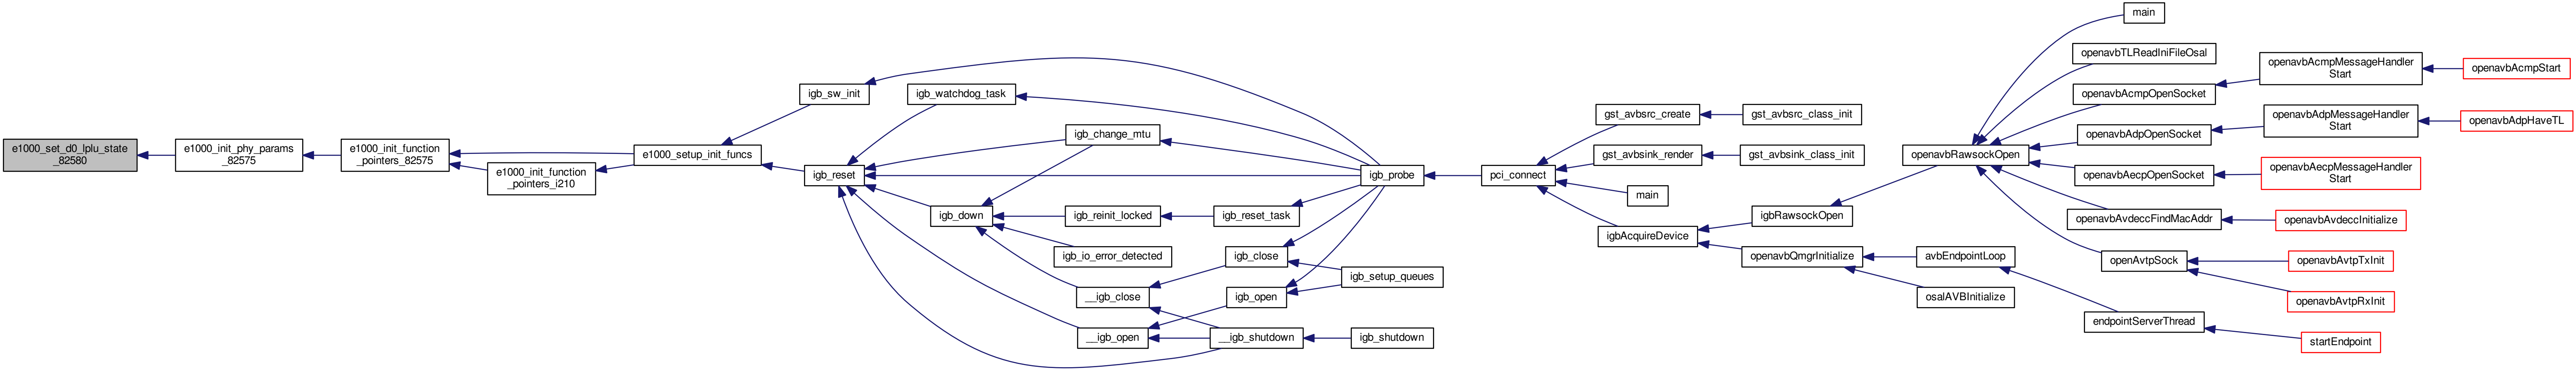 e1000_set_d0_lplu_state
_82580
e1000_init_phy_params
_82575
e1000_init_function
_pointers_82575
e1000_init_function
_pointers_i210
e1000_setup_init_funcs
igb_sw_init
igb_reset
igb_watchdog_task
igb_change_mtu
igb_down
igb_reinit_locked
igb_reset_task
igb_io_error_detected
__igb_close
__igb_open
igb_close
igb_open
__igb_shutdown
igb_probe
igb_setup_queues
igb_shutdown
pci_connect
gst_avbsrc_create
gst_avbsrc_class_init
gst_avbsink_render
gst_avbsink_class_init
main
igbAcquireDevice
igbRawsockOpen
openavbQmgrInitialize
avbEndpointLoop
osalAVBInitialize
openavbRawsockOpen
main
openavbTLReadIniFileOsal
openavbAcmpOpenSocket
openavbAcmpMessageHandler
Start
openavbAcmpStart
openavbAdpOpenSocket
openavbAdpMessageHandler
Start
openavbAdpHaveTL
openavbAecpOpenSocket
openavbAecpMessageHandler
Start
openavbAvdeccFindMacAddr
openavbAvdeccInitialize
openAvtpSock
openavbAvtpTxInit
openavbAvtpRxInit
endpointServerThread
startEndpoint